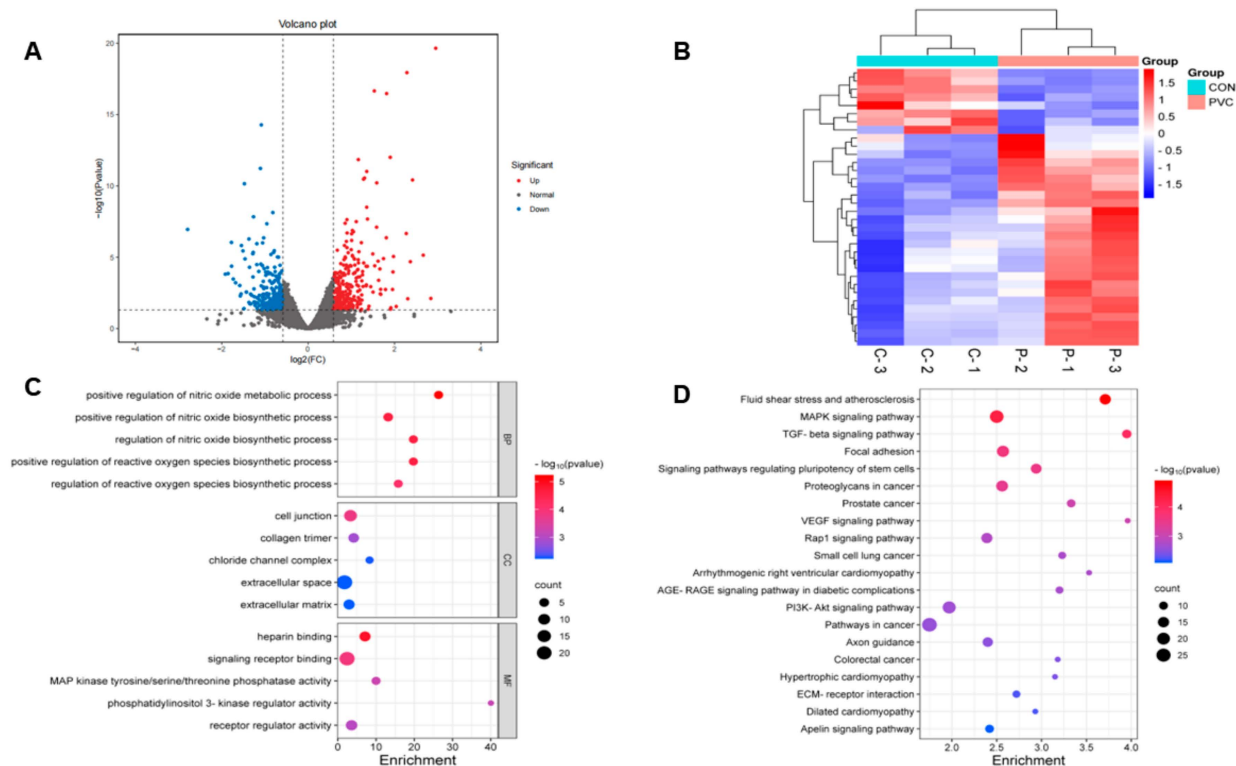 A
Volcano plot
20
15
10
5
0
−log10(Pvalue)
−4
−2
0
2
4
log2(FC)
Significant
Up
Normal
Down
B
Group
1.5
1
0.5
0
- 0.5
- 1
- 1.5
Group
CON
PVC
C-3
C-2
C-1
P-2
P-1
P-3
C
positive regulation of nitric oxide metabolic process
positive regulation of nitric oxide biosynthetic process
regulation of nitric oxide biosynthetic process
positive regulation of reactive oxygen species biosynthetic process
regulation of reactive oxygen species biosynthetic process
BP
cell junction
collagen trimer
chloride channel complex
extracellular space
extracellular matrix
CC
heparin binding
signaling receptor binding
MAP kinase tyrosine/serine/threonine phosphatase activity
phosphatidylinositol 3- kinase regulator activity
receptor regulator activity
MF
0
10
20
30
40
Enrichment
- log10(pvalue)
5
4
3
count
5
10
15
20
D
Fluid shear stress and atherosclerosis
MAPK signaling pathway
TGF- beta signaling pathway
Focal adhesion
Signaling pathways regulating pluripotency of stem cells
Proteoglycans in cancer
Prostate cancer
VEGF signaling pathway
Rap1 signaling pathway
Small cell lung cancer
Arrhythmogenic right ventricular cardiomyopathy
AGE- RAGE signaling pathway in diabetic complications
PI3K- Akt signaling pathway
Pathways in cancer
Axon guidance
Colorectal cancer
Hypertrophic cardiomyopathy
ECM- receptor interaction
Dilated cardiomyopathy
Apelin signaling pathway
2.0
2.5
3.0
3.5
4.0
Enrichment
- log10(pvalue)
4
3
count
10
15
20
25